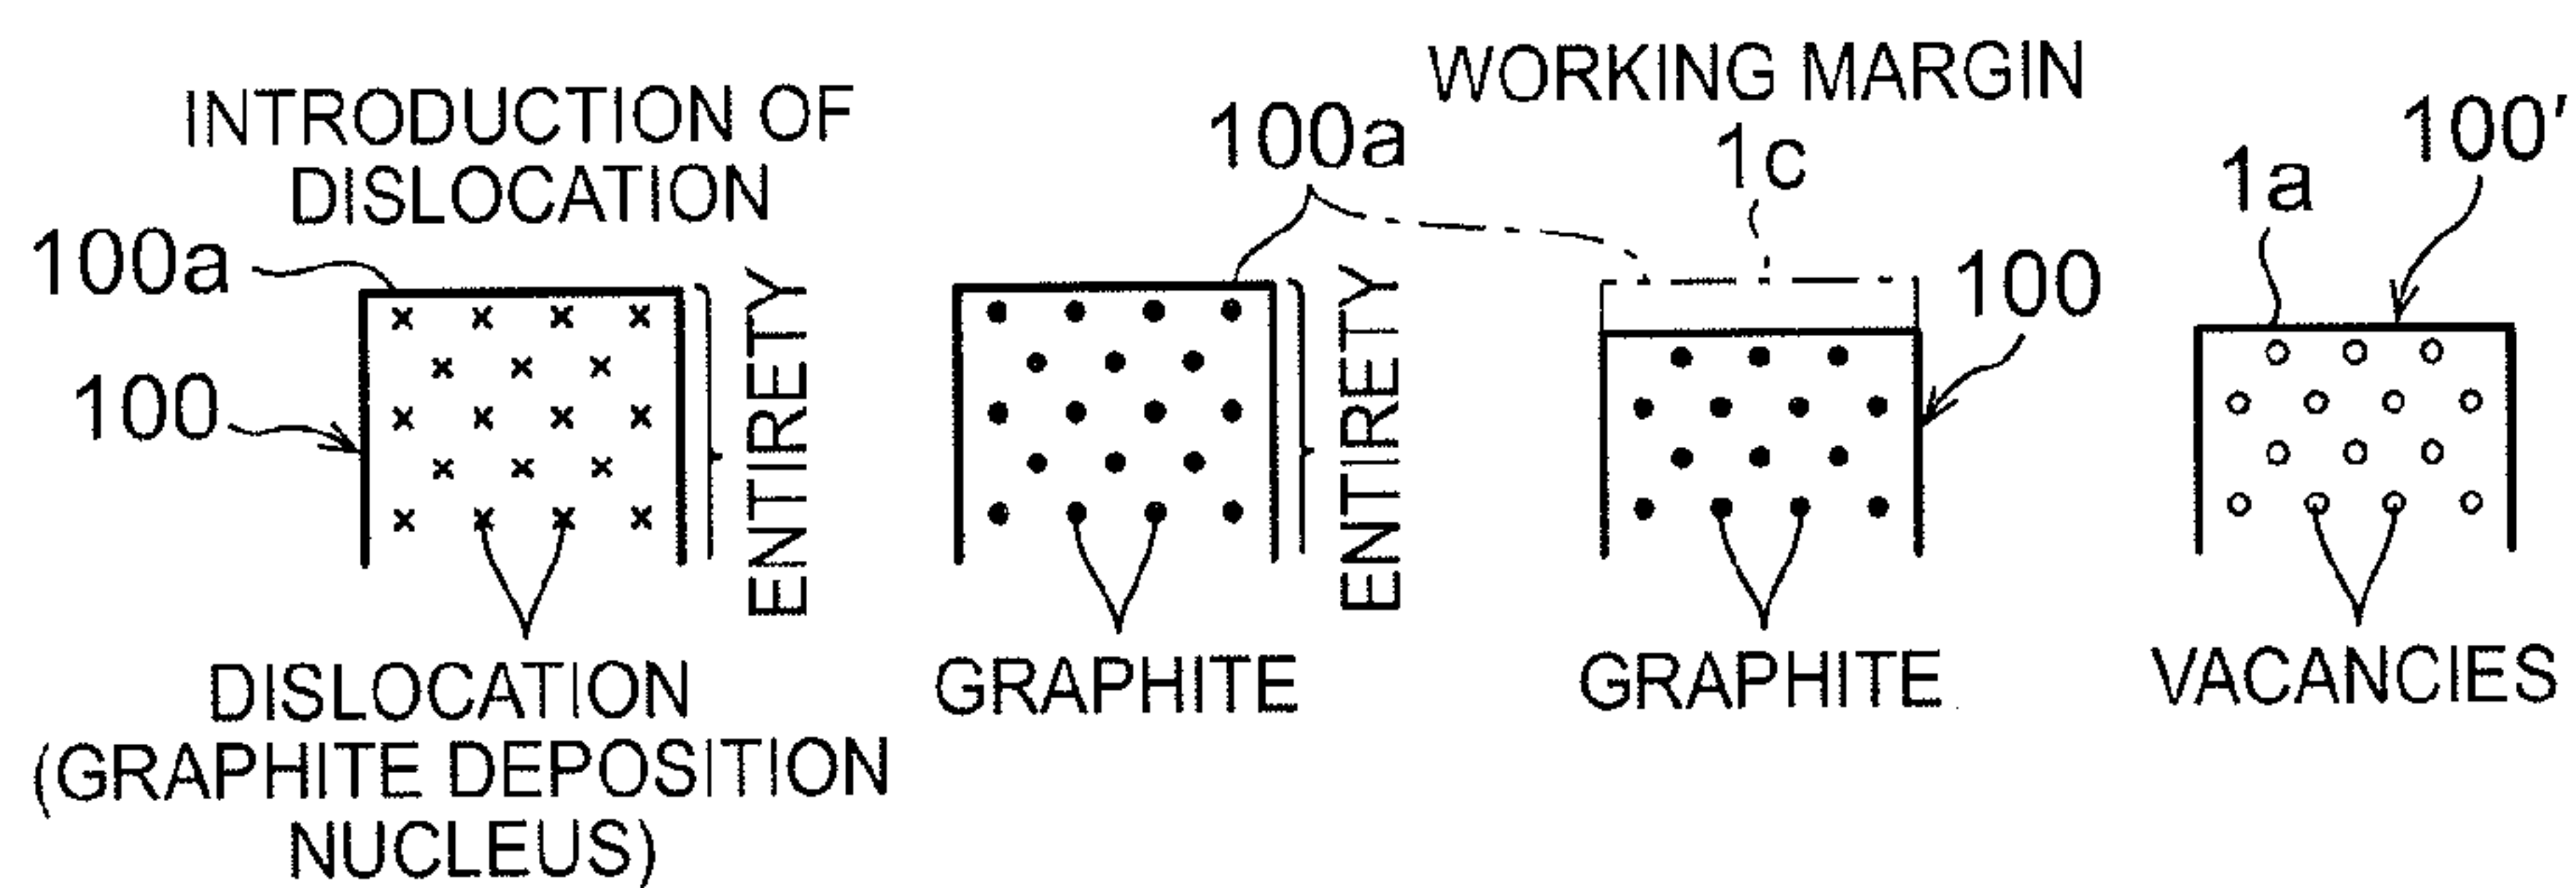 INTRODUCTION OF
DISLOCATION
100a
100
ENTIRETY
DISLOCATION
(GRAPHITE DEPOSITION
NUCLEUS)
100a
ENTIRETY
GRAPHITE
WORKING MARGIN
1c
100
GRAPHITE
1a
100'
VACANCIES